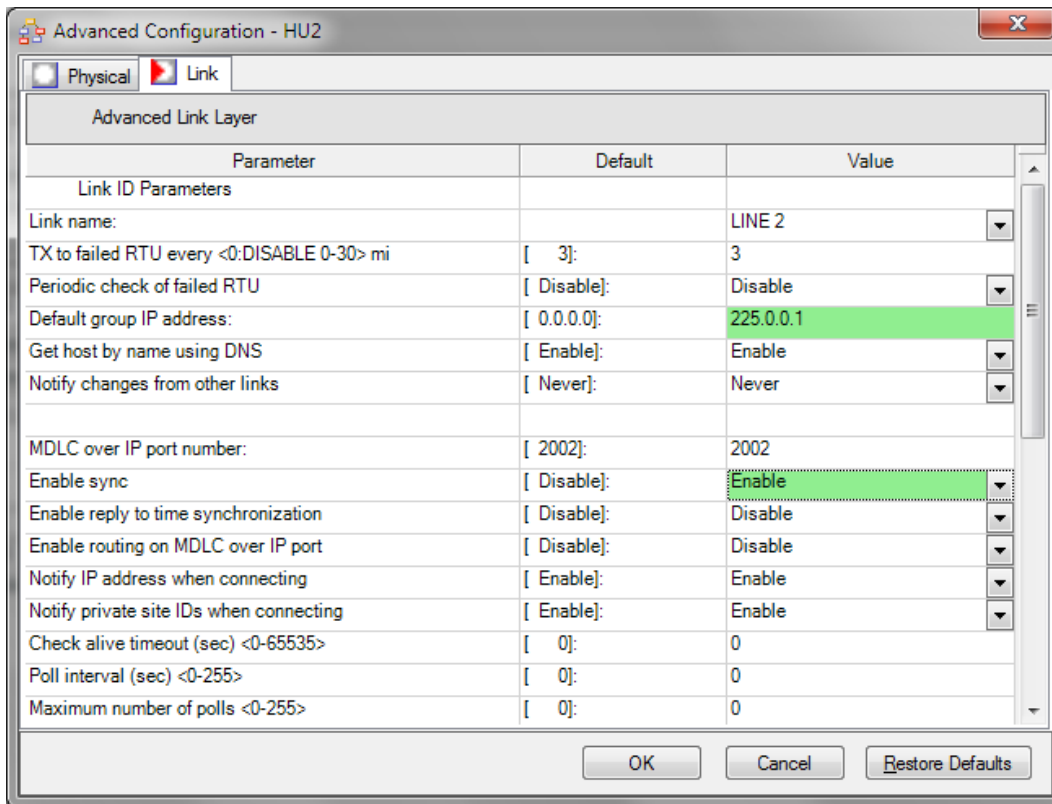 Advanced Configuration - HU2
Physical Link
Advanced Link Layer
Parameter Default Value
Link ID Parameters
Link name: LINE 2
TX to failed RTU every <0:DISABLE 0-30> mi [ 3]: 3
Periodic check of failed RTU [ Disable]: Disable
Default group IP address: [ 0.0.0.0]: 225.0.0.1
Get host by name using DNS [ Enable]: Enable
Notify changes from other links [ Never]: Never
MDLC over IP port number: [ 2002]: 2002
Enable sync [ Disable]: Enable
Enable reply to time synchronization [ Disable]: Disable
Enable routing on MDLC over IP port [ Disable]: Disable
Notify IP address when connecting [ Enable]: Enable
Notify private site IDs when connecting [ Enable]: Enable
Check alive timeout (sec) <0-65535> [ 0]: 0
Poll interval (sec) <0-255> [ 0]: 0
Maximum number of polls <0-255> [ 0]: 0
OK Cancel Restore Defaults